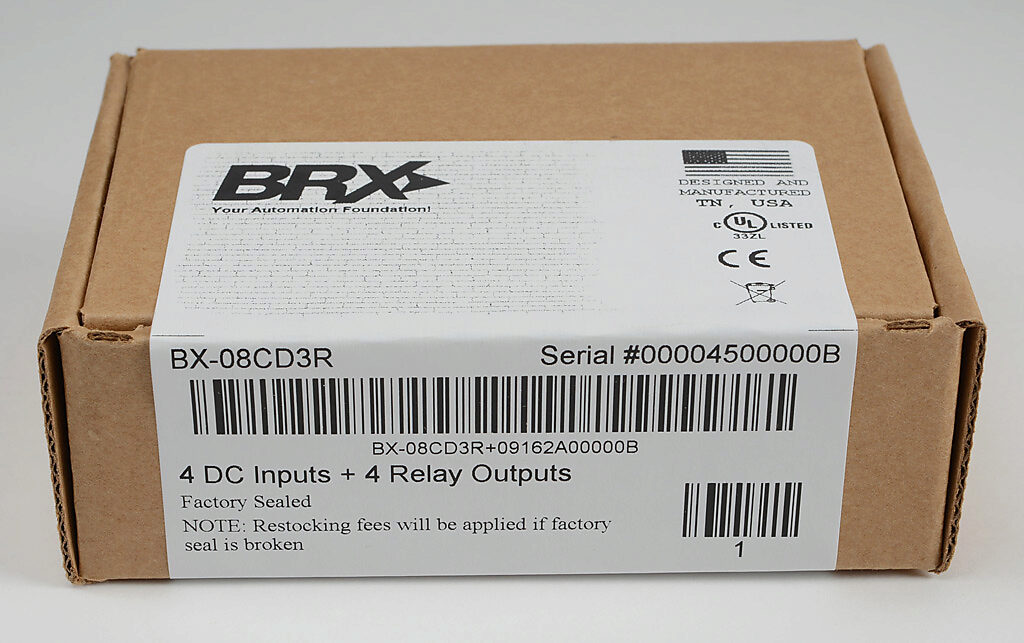 BRX
Your Automation Foundation!
DESIGNED AND
MANUFACTURED
TN, USA
C UL LISTED
33ZL
CE
BX-08CD3R
Serial #00004500000B
BX-08CD3R+09162A00000B
4 DC Inputs + 4 Relay Outputs
Factory Sealed
NOTE: Restocking fees will be applied if factory
seal is broken
1